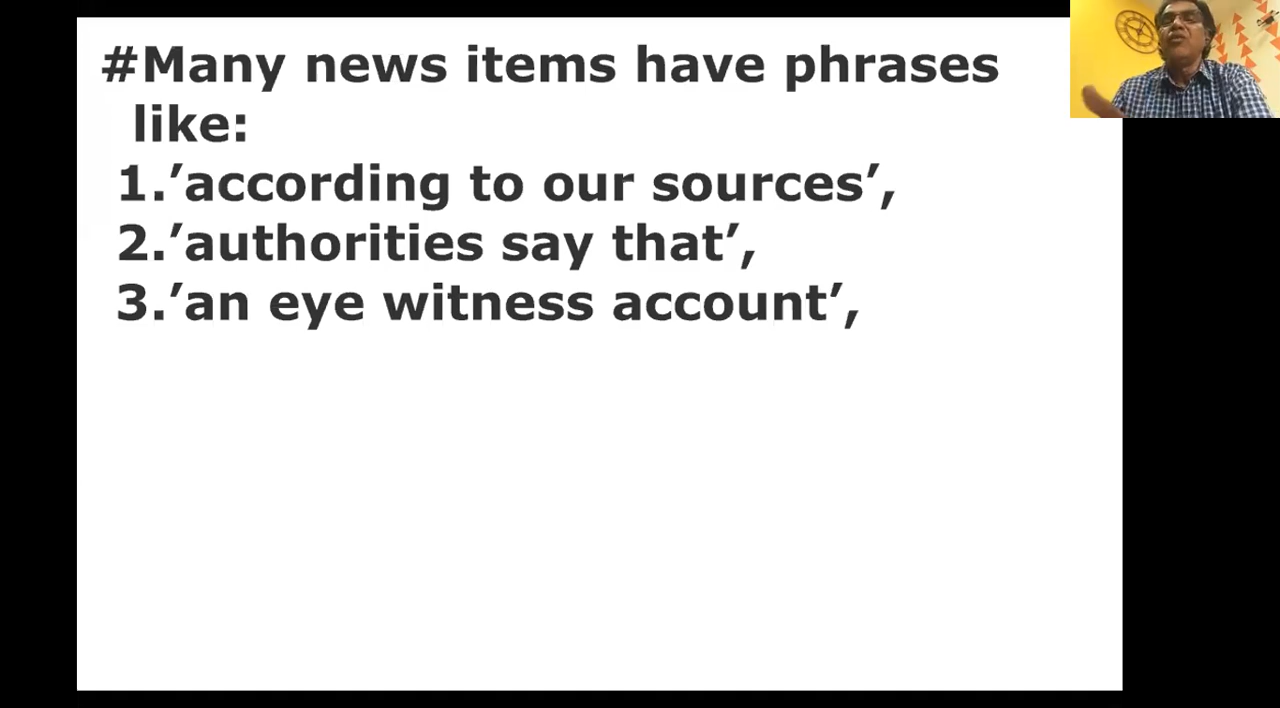 #Many news items have phrases
like:
1.’according to our sources’,
2.’authorities say that’,
3.’an eye witness account’,